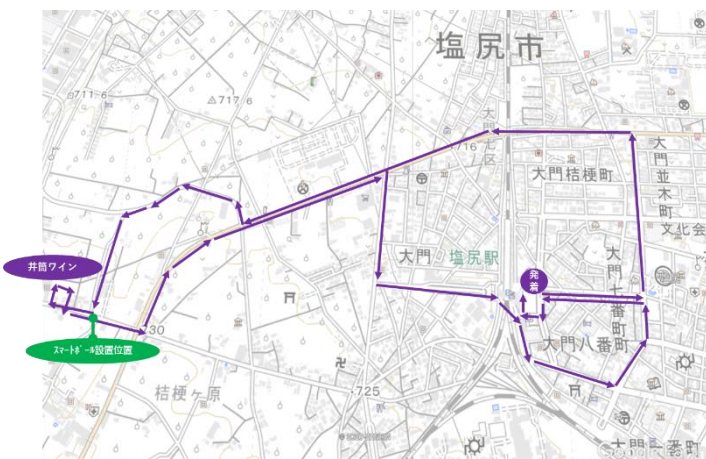 塩尻市
711.6
717.6
大門七区
716
大門桔梗町
大門並木町
文化会
大門
塩尻駅
発着
大門七番町
井筒ワイン
730
大門八番町
スマートポール設置位置
725
桔梗ヶ原
大門一番町